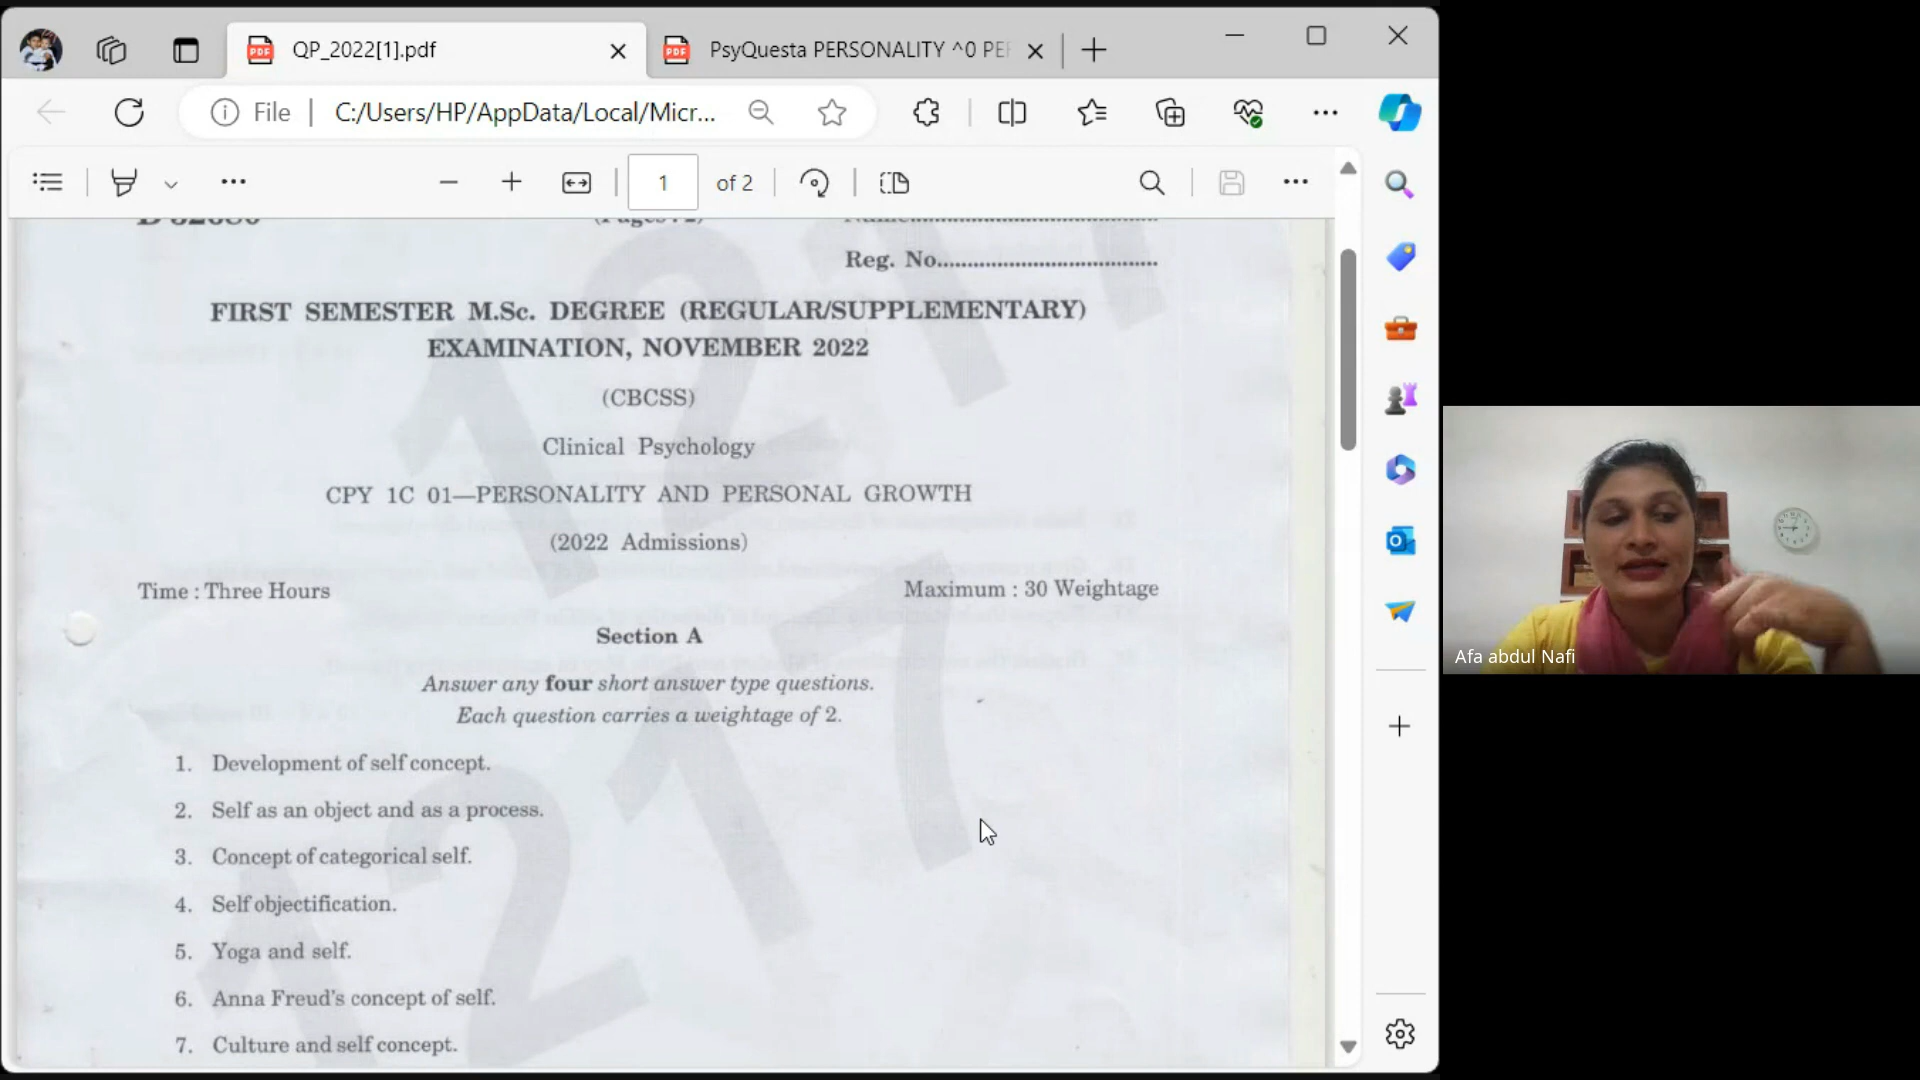 QP_2022[1].pdf
PsyQuesta PERSONALITY ^0 PE
File
C:/Users/HP/AppData/Local/Micr...
1 of 2
Reg. No
FIRST SEMESTER M.Sc. DEGREE (REGULAR/SUPPLEMENTARY)
EXAMINATION, NOVEMBER 2022
(CBCSS)
Clinical Psychology
CPY 1C 01—PERSONALITY AND PERSONAL GROWTH
(2022 Admissions)
Time : Three Hours
Maximum : 30 Weightage
Section A
Answer any four short answer type questions.
Each question carries a weightage of 2.
1. Development of self concept.
2. Self as an object and as a process.
3. Concept of categorical self.
4. Self objectification.
5. Yoga and self.
6. Anna Freud's concept of self.
7. Culture and self concept.
Afa abdul Nafi